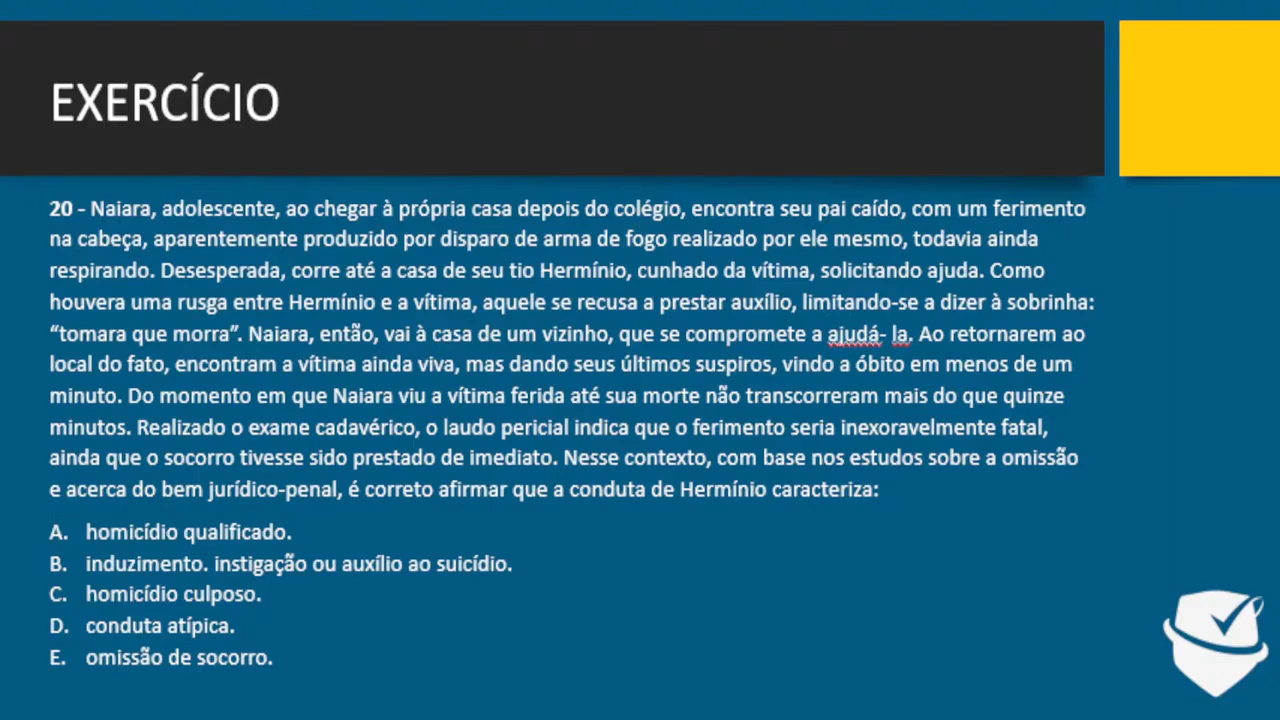 EXERCÍCIO
20 - Naiara, adolescente, ao chegar à própria casa depois do colégio, encontra seu pai caído, com um ferimento
na cabeça, aparentemente produzido por disparo de arma de fogo realizado por ele mesmo, todavia ainda
respirando. Desesperada, corre até a casa de seu tio Hermínio, cunhado da vítima, solicitando ajuda. Como
houvera uma rusga entre Hermínio e a vítima, aquele se recusa a prestar auxílio, limitando-se a dizer à sobrinha:
“tomara que morra”. Naiara, então, vai à casa de um vizinho, que se compromete a ajudá- la. Ao retornarem ao
local do fato, encontram a vítima ainda viva, mas dando seus últimos suspiros, vindo a óbito em menos de um
minuto. Do momento em que Naiara viu a vítima ferida até sua morte não transcorreram mais do que quinze
minutos. Realizado o exame cadavérico, o laudo pericial indica que o ferimento seria inexoravelmente fatal,
ainda que o socorro tivesse sido prestado de imediato. Nesse contexto, com base nos estudos sobre a omissão
e acerca do bem jurídico-penal, é correto afirmar que a conduta de Hermínio caracteriza:
A. homicídio qualificado.
B. induzimento. instigação ou auxílio ao suicídio.
C. homicídio culposo.
D. conduta atípica.
E. omissão de socorro.